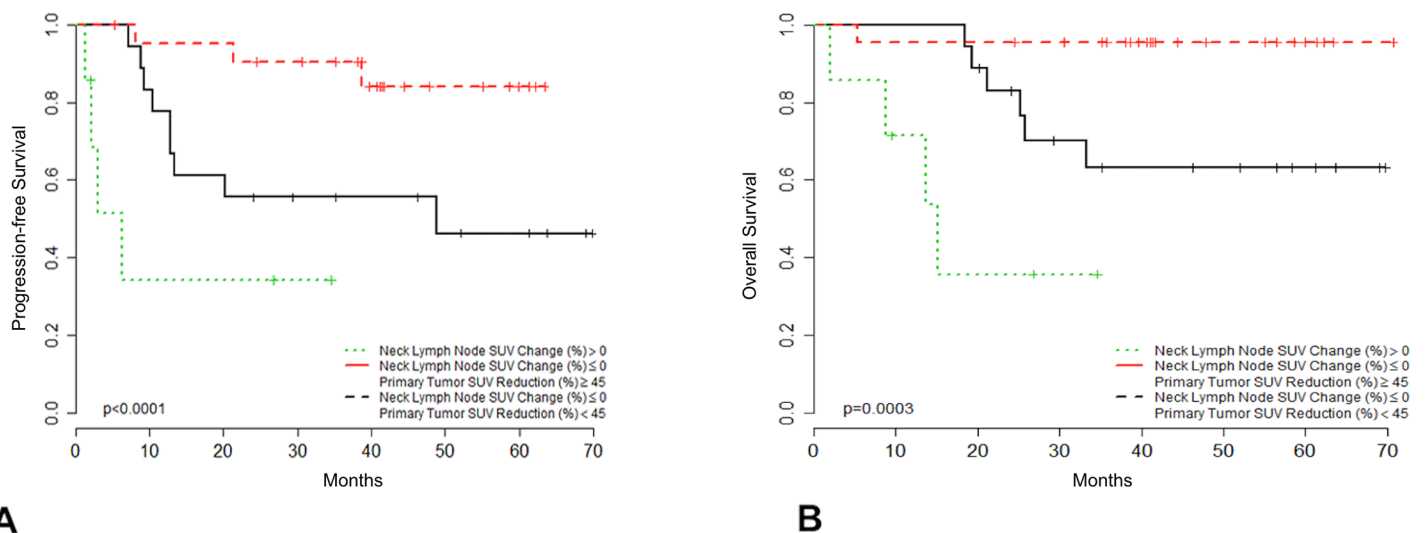 Progression-free Survival
1.0
0.8
0.6
0.4
0.2
0.0
Neck Lymph Node SUV Change (%) > 0
Neck Lymph Node SUV Change (%) ≤ 0
Primary Tumor SUV Reduction (%) ≥ 45
Neck Lymph Node SUV Change (%) ≤ 0
Primary Tumor SUV Reduction (%) < 45
p<0.0001
0 10 20 30 40 50 60 70
Months
A
Overall Survival
1.0
0.8
0.6
0.4
0.2
0.0
Neck Lymph Node SUV Change (%) > 0
Neck Lymph Node SUV Change (%) ≤ 0
Primary Tumor SUV Reduction (%) ≥ 45
Neck Lymph Node SUV Change (%) ≤ 0
Primary Tumor SUV Reduction (%) < 45
p=0.0003
0 10 20 30 40 50 60 70
Months
B